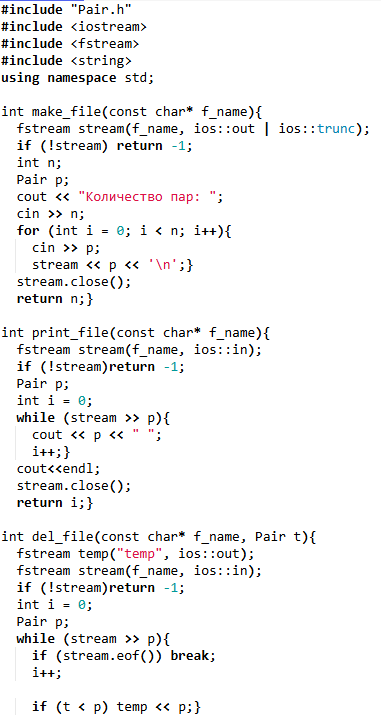 #include "Pair.h"
#include <iostream>
#include <fstream>
#include <string>
using namespace std;

int make_file(const char* f_name){
  fstream stream(f_name, ios::out | ios::trunc);
  if (!stream) return -1;
  int n;
  Pair p;
  cout << "Количество пар: ";
  cin >> n;
  for (int i = 0; i < n; i++){
    cin >> p;
    stream << p << '\n';}
  stream.close();
  return n;}

int print_file(const char* f_name){
  fstream stream(f_name, ios::in);
  if (!stream)return -1;
  Pair p;
  int i = 0;
  while (stream >> p){
    cout << p << " ";
    i++;}
  cout<<endl;
  stream.close();
  return i;}

int del_file(const char* f_name, Pair t){
  fstream temp("temp", ios::out);
  fstream stream(f_name, ios::in);
  if (!stream)return -1;
  int i = 0;
  Pair p;
  while (stream >> p){
    if (stream.eof()) break;
    i++;

    if (t < p) temp << p;}